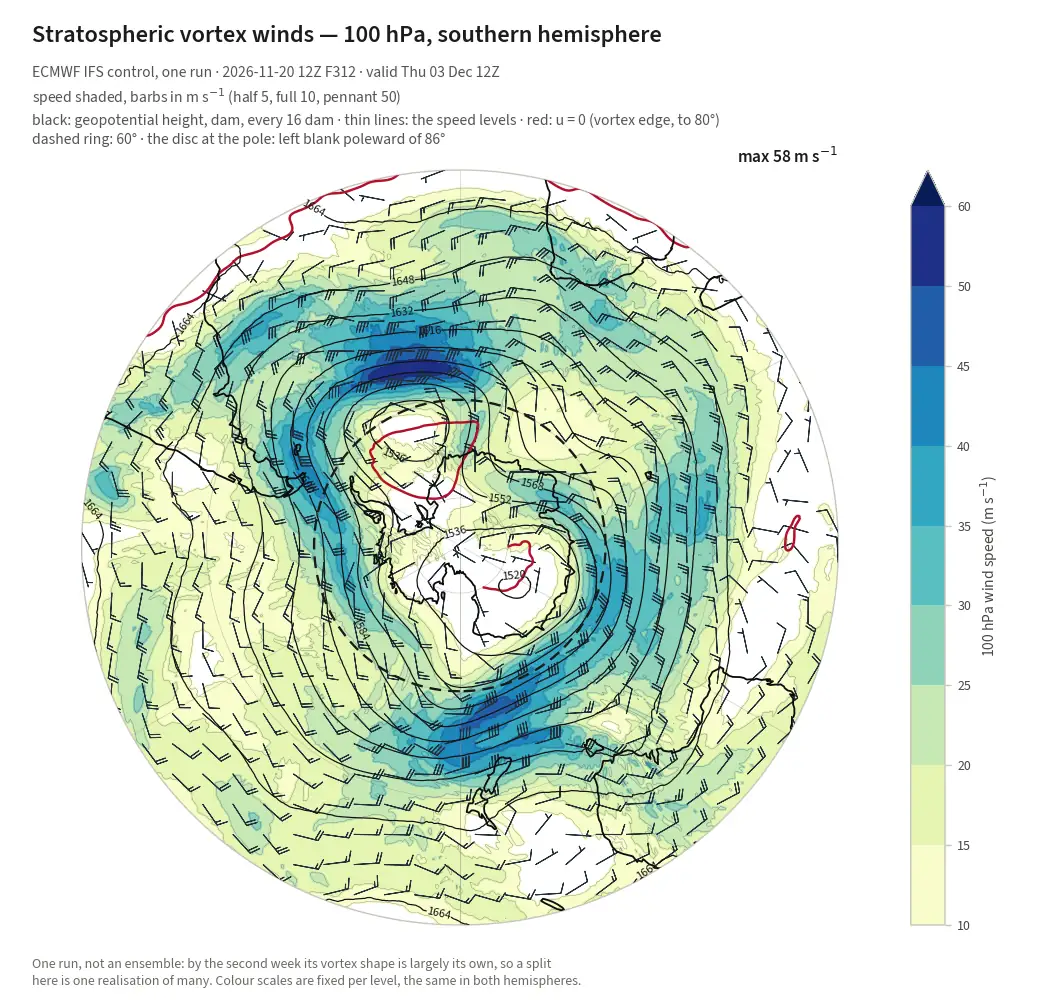 Stratospheric vortex winds — 100 hPa, southern hemisphere
ECMWF IFS control, one run · 2026-11-20 12Z F312 · valid Thu 03 Dec 12Z
speed shaded, barbs in m s⁻¹ (half 5, full 10, pennant 50)
black: geopotential height, dam, every 16 dam · thin lines: the speed levels · red: u = 0 (vortex edge, to 80°)
dashed ring: 60° · the disc at the pole: left blank poleward of 86°
max 58 m s⁻¹
1664
1648
1664
1632
1616
1536
1568
1552
1664
1536
1520
1584
1664
1664
60
50
45
40
35
30
25
20
15
10
100 hPa wind speed (m s⁻¹)
One run, not an ensemble: by the second week its vortex shape is largely its own, so a split
here is one realisation of many. Colour scales are fixed per level, the same in both hemispheres.